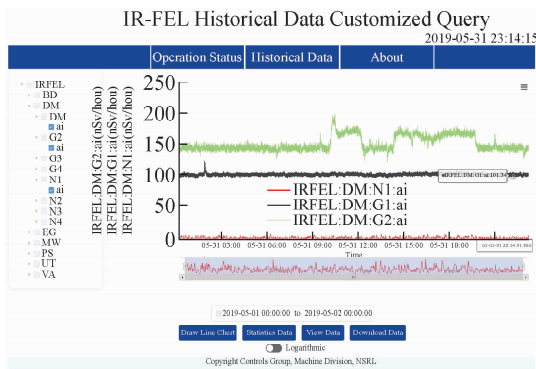 IR-FEL Historical Data Customized Query
2019-05-31 23:14:15
Operation Status
Historical Data
About
IRFEL
BD
DM
DM
ai
G2
ai
G3
G4
N1
ai
N2
N3
N4
EG
MW
PS
UT
VA
IRFEL:DM:G2:ai(nSv/hou)
IRFEL:DM:G1:ai(nSv/hou)
IRFEL:DM:N1:ai(nSv/hou)
250
200
150
100
50
0
IRFEL:DM:G1:ai:101.34
IRFEL:DM:N1:ai
IRFEL:DM:G1:ai
IRFEL:DM:G2:ai
05-31 03:00
05-31 06:00
05-31 09:00
05-31 12:00
05-31 15:00
05-31 18:00
Time
2019-05-01 00:00:00 to 2019-05-02 00:00:00
Draw Line Chart
Statistics Data
View Data
Download Data
Logarithmic
Copyright Controls Group, Machine Division, NSRL